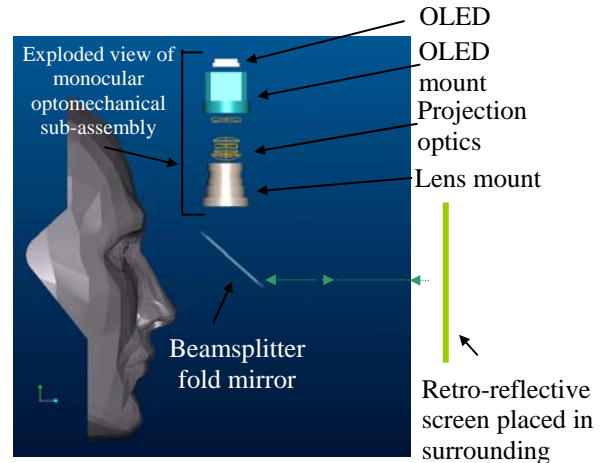 OLED
OLED
mount
Projection
optics
Lens mount
Exploded view of
monocular
optomechanical
sub-assembly
Beamsplitter
fold mirror
Retro-reflective
screen placed in
surrounding